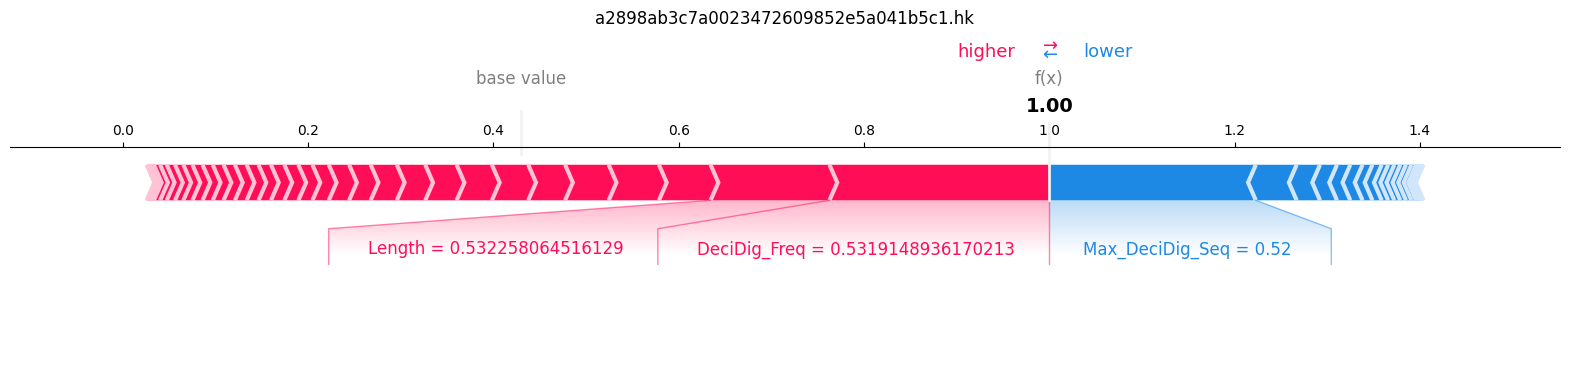 a2898ab3c7a0023472609852e5a041b5c1.hk
higher ⇄ lower
base value f(x)
1.00
0.0 0.2 0.4 0.6 0.8 1.0 1.2 1.4
Length = 0.532258064516129 DeciDig_Freq = 0.5319148936170213 Max_DeciDig_Seq = 0.52